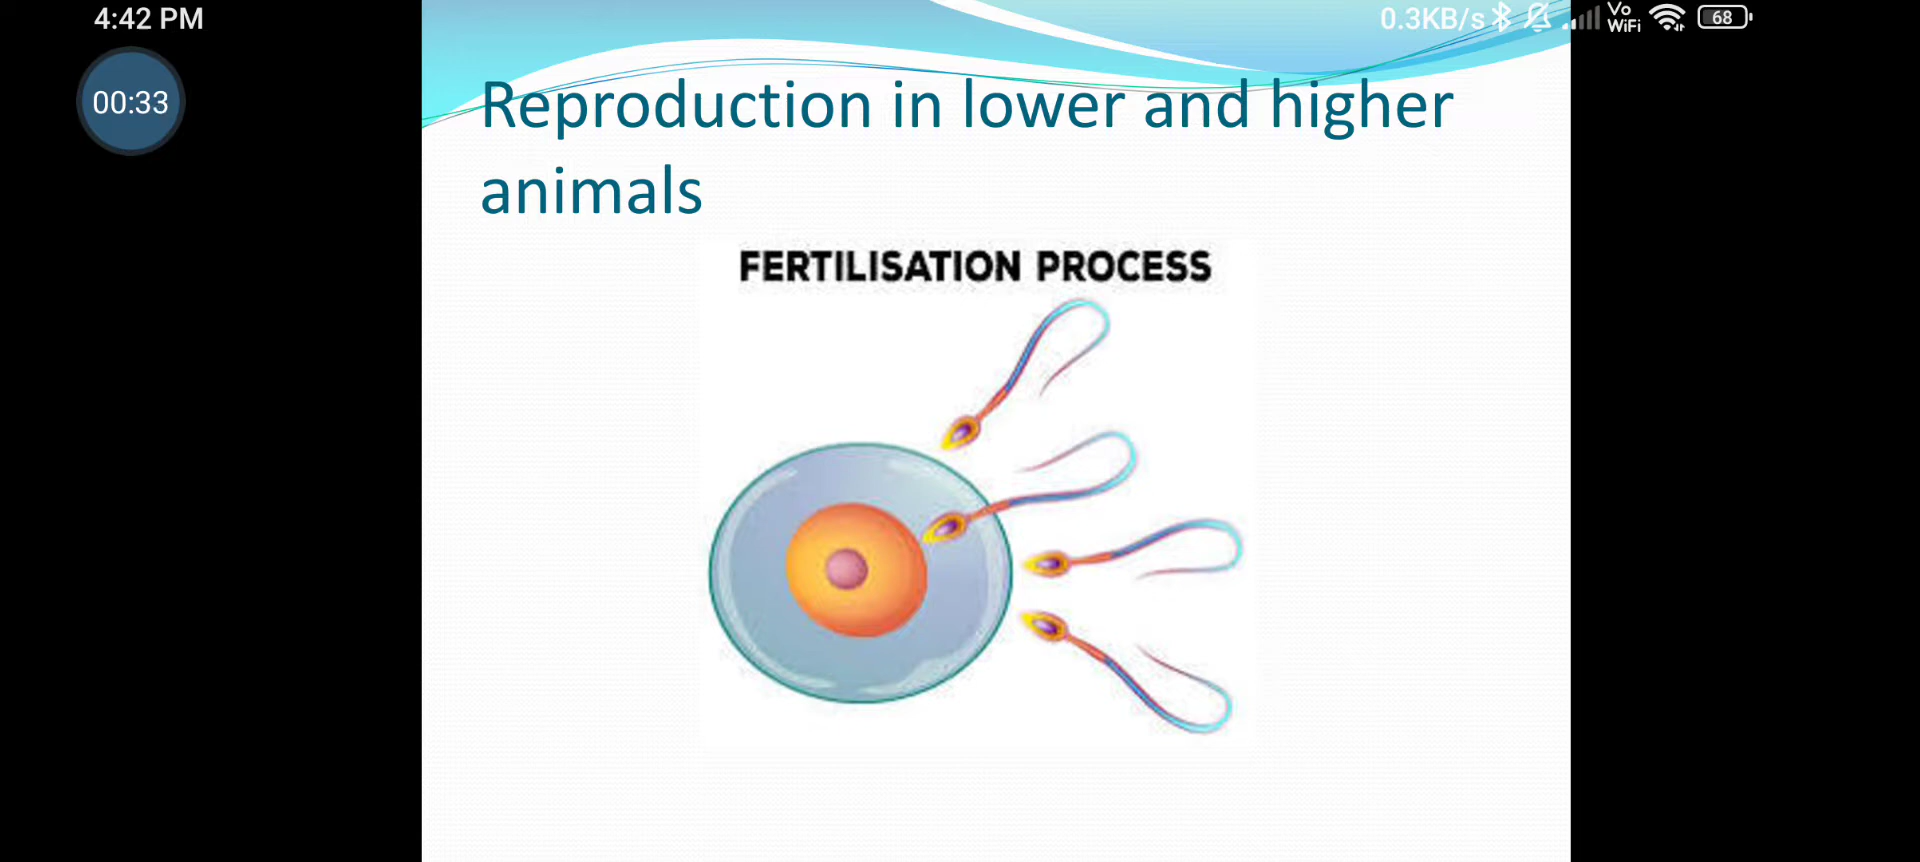 4:42 PM
0.3KB/s Vo WiFi 68
00:33
Reproduction in lower and higher
animals
FERTILISATION PROCESS